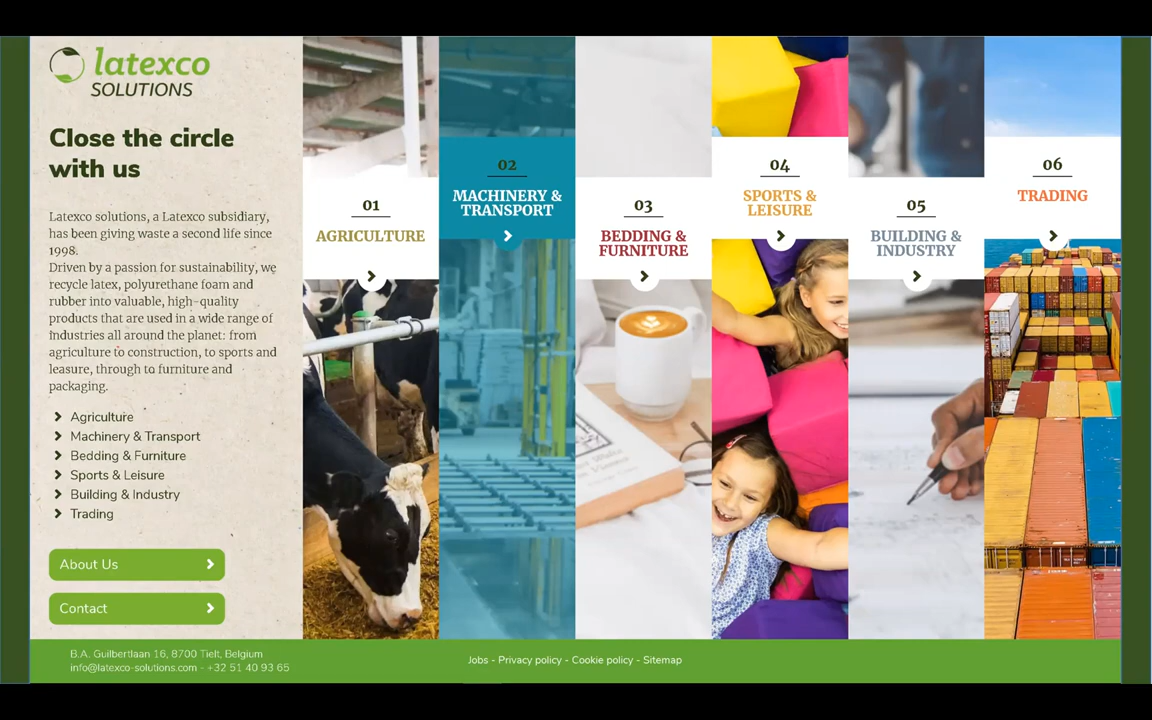 latexco
SOLUTIONS
Close the circle
with us
Latexco solutions, a Latexco subsidiary,
has been giving waste a second life since
1998.
Driven by a passion for sustainability, we
recycle latex, polyurethane foam and
rubber into valuable, high-quality
products that are used in a wide range of
industries all around the planet: from
agriculture to construction, to sports and
leasure, through to furniture and
packaging.
Agriculture
Machinery & Transport
Bedding & Furniture
Sports & Leisure
Building & Industry
Trading
About Us
Contact
01
AGRICULTURE
02
MACHINERY &
TRANSPORT
03
BEDDING &
FURNITURE
04
SPORTS &
LEISURE
05
BUILDING &
INDUSTRY
06
TRADING
B.A. Guilbertlaan 16, 8700 Tielt, Belgium
info@latexco-solutions.com - +32 51 40 93 65
Jobs - Privacy policy - Cookie policy - Sitemap